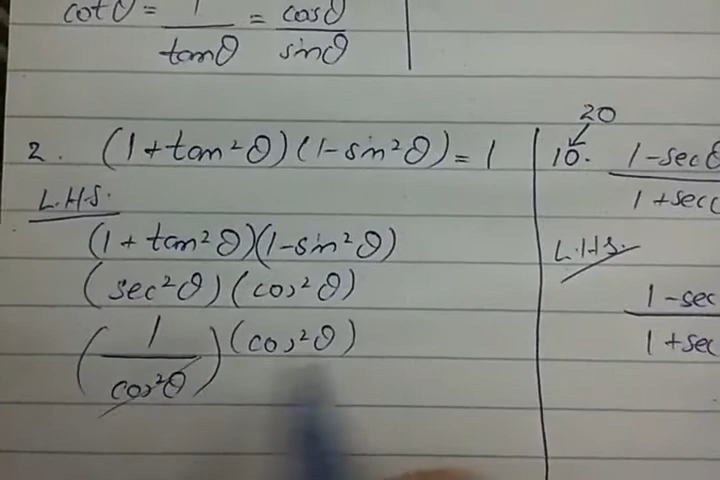 cotθ = 1/tanθ = cosθ/sinθ
2. (1+tan²θ)(1-sin²θ) = 1
L.H.S.
(1+tan²θ)(1-sin²θ)
(sec²θ)(cos²θ)
(1/cos²θ)(cos²θ)
20
10. 1-secθ/1+sec
L.H.S.
1-sec/1+sec